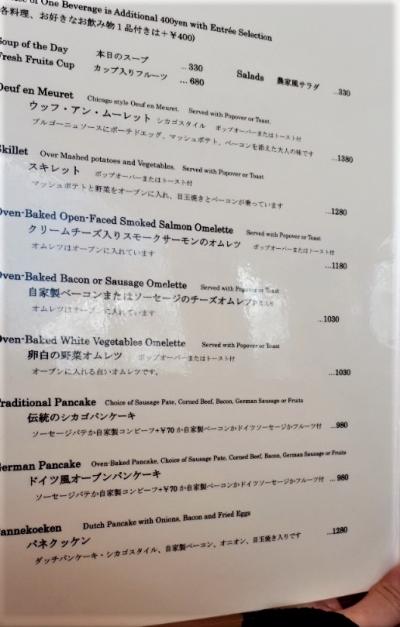 of One Beverage is Additional 400yen with Entrée Selection
各料理、お好きなお飲み物1品付きは＋￥400)
Soup of the Day 本日のスープ ...330
Fresh Fruits Cup カップ入りフルーツ ... 680
Salads 農家風サラダ ...330
Oeuf en Meuret Chicago style Oeuf en Meuret. Served with Popover or Toast.
ウッフ・アン・ムーレット シカゴスタイル ポップオーバーまたはトースト付
ブルゴーニュソースにポーチドエッグ、マッシュポテト、ベーコンを添えた大人の味です ...1380
Skillet Over Mashed potatoes and Vegetables. Served with Popover or Toast
スキレット ポップオーバーまたはトースト付
マッシュポテトと野菜をオーブンに入れ、目玉焼きとベーコンが乗っています ...1280
Oven-Baked Open-Faced Smoked Salmon Omelette Served with Popover or Toast
クリームチーズ入りスモークサーモンのオムレツ ポップオーバーまたはトースト付
オムレツはオーブンに入れています ...1180
Oven-Baked Bacon or Sausage Omelette Served with Popover or Toast
自家製ベーコンまたはソーセージのチーズオムレツ
オムレツはオーブンに入れています ...1030
Oven-Baked White Vegetables Omelette Served with Popover or Toast
卵白の野菜オムレツ ポップオーバーまたはトースト付
オーブンに入れる白いオムレツです。 ...1030
Traditional Pancake Choice of Sausage Pate, Corned Beef, Bacon, German Sausage or Fruits
伝統のシカゴパンケーキ
ソーセージパテか自家製コンビーフ+￥70か自家製ベーコンかドイツソーセージかフルーツ付 ...980
German Pancake Oven-Baked Pancake, Choice of Sausage Pate, Corned Beef, Bacon, German Sausage or Fruits
ドイツ風オーブンパンケーキ
ソーセージパテか自家製コンビーフ+￥70か自家製ベーコンかドイツソーセージかフルーツ付 ... 980
Pannekoeken Dutch Pancake with Onions, Bacon and Fried Eggs
パネクッケン ...1280
ダッチパンケーキ・シカゴスタイル、自家製ベーコン、オニオン、目玉焼き入りです